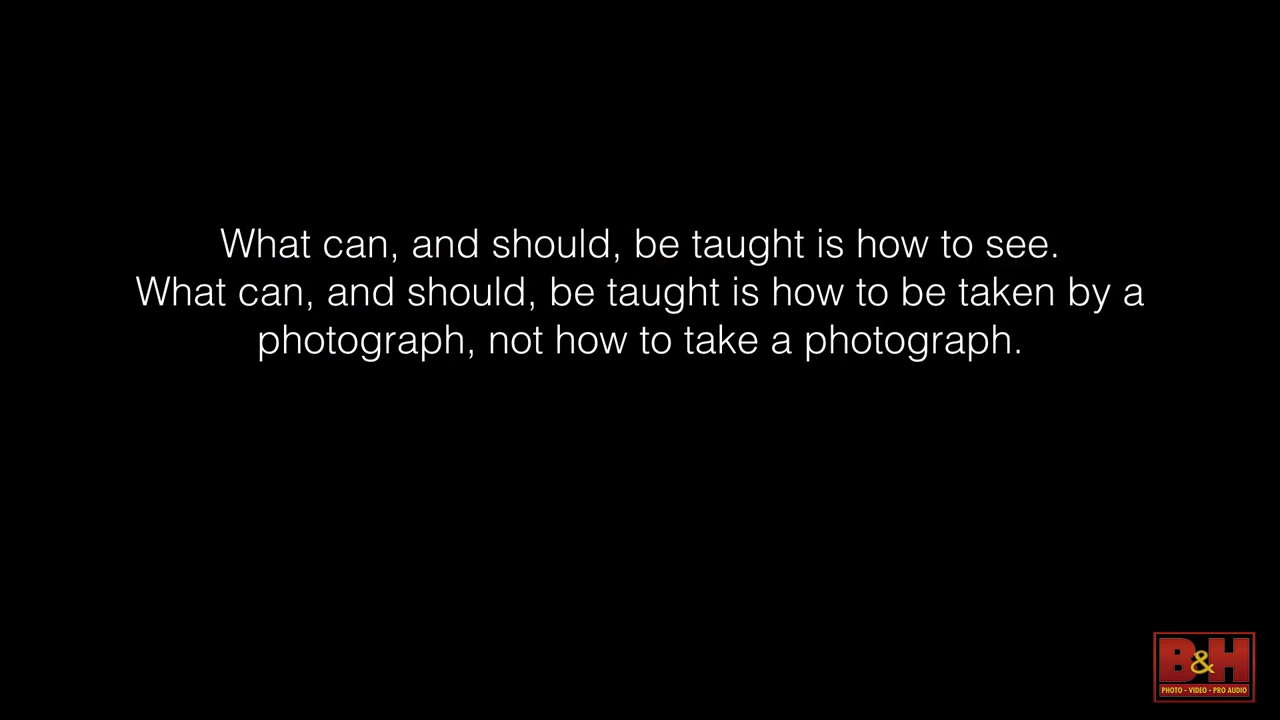 What can, and should, be taught is how to see.
What can, and should, be taught is how to be taken by a
photograph, not how to take a photograph.
B&H
PHOTO - VIDEO - PRO AUDIO